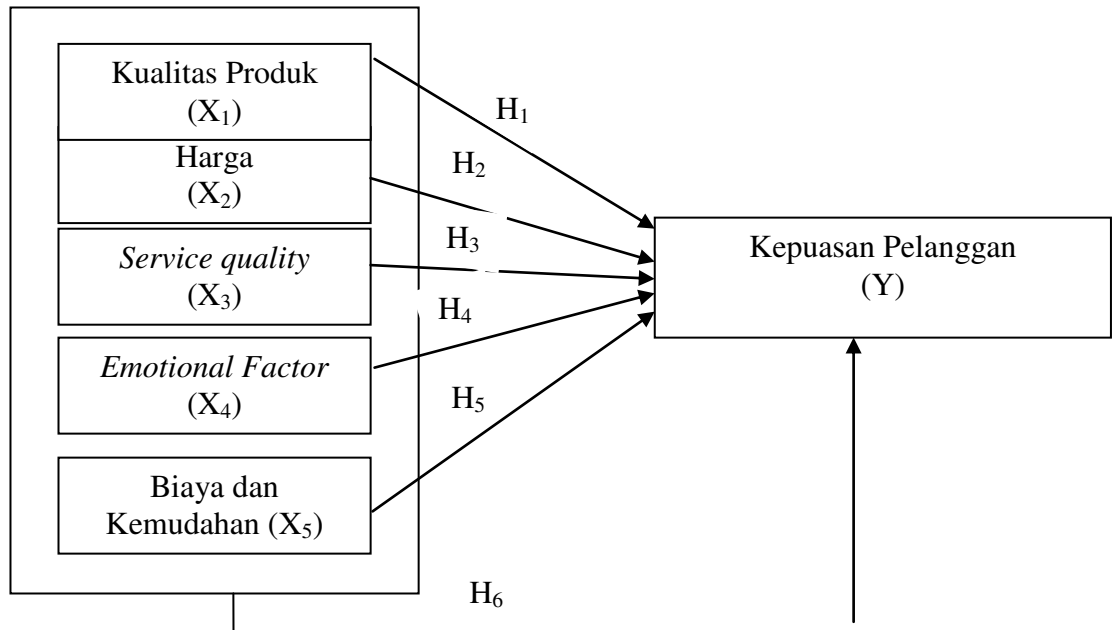 Kualitas Produk
(X₁)
Harga
(X₂)
Service quality
(X₃)
Emotional Factor
(X₄)
Biaya dan
Kemudahan (X₅)
H₁
H₂
H₃
H₄
H₅
H₆
Kepuasan Pelanggan
(Y)